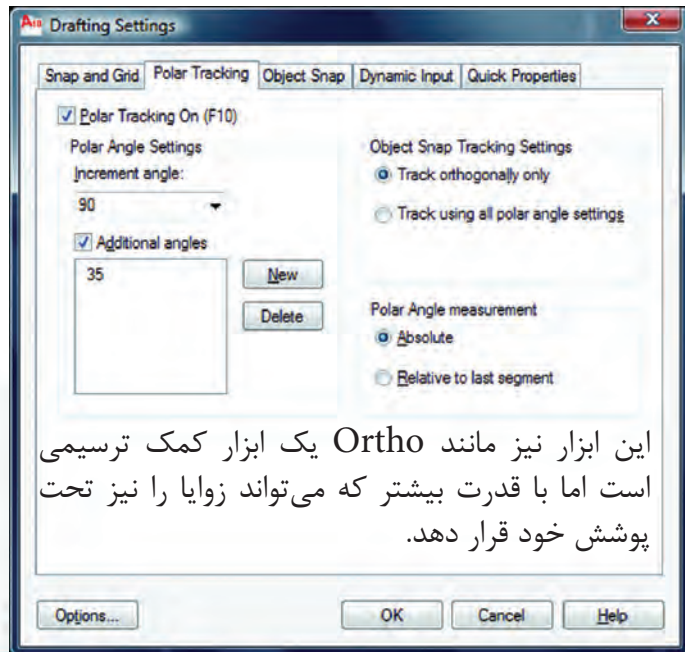 Drafting Settings
Snap and Grid Polar Tracking Object Snap Dynamic Input Quick Properties
Polar Tracking On (F10)
Polar Angle Settings
Increment angle:
90
Additional angles
35
New
Delete
Object Snap Tracking Settings
Track orthogonally only
Track using all polar angle settings
Polar Angle measurement
Absolute
Relative to last segment
این ابزار نیز مانند Ortho یک ابزار کمک ترسیمی
است اما با قدرت بیشتر که می‌تواند زوایا را نیز تحت
پوشش خود قرار دهد.
Options... OK Cancel Help